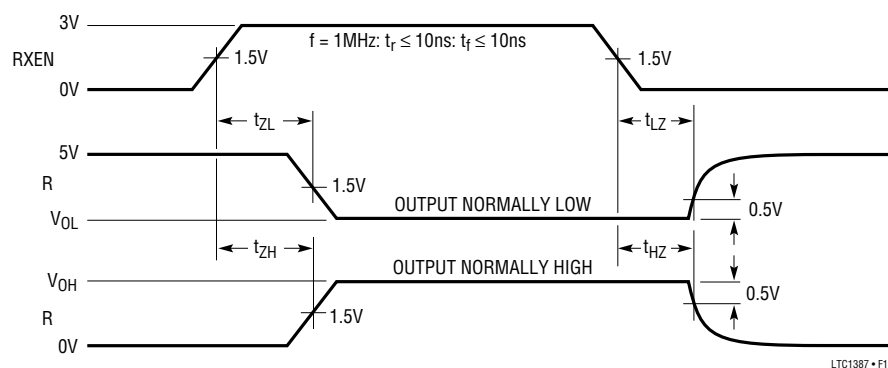 3V
RXEN
0V
1.5V
f = 1MHz: tr ≤ 10ns: tf ≤ 10ns
1.5V
tZL
tLZ
5V
R
VOL
1.5V
OUTPUT NORMALLY LOW
0.5V
tZH
tHZ
VOH
R
0V
1.5V
OUTPUT NORMALLY HIGH
0.5V
LTC1387 • F1